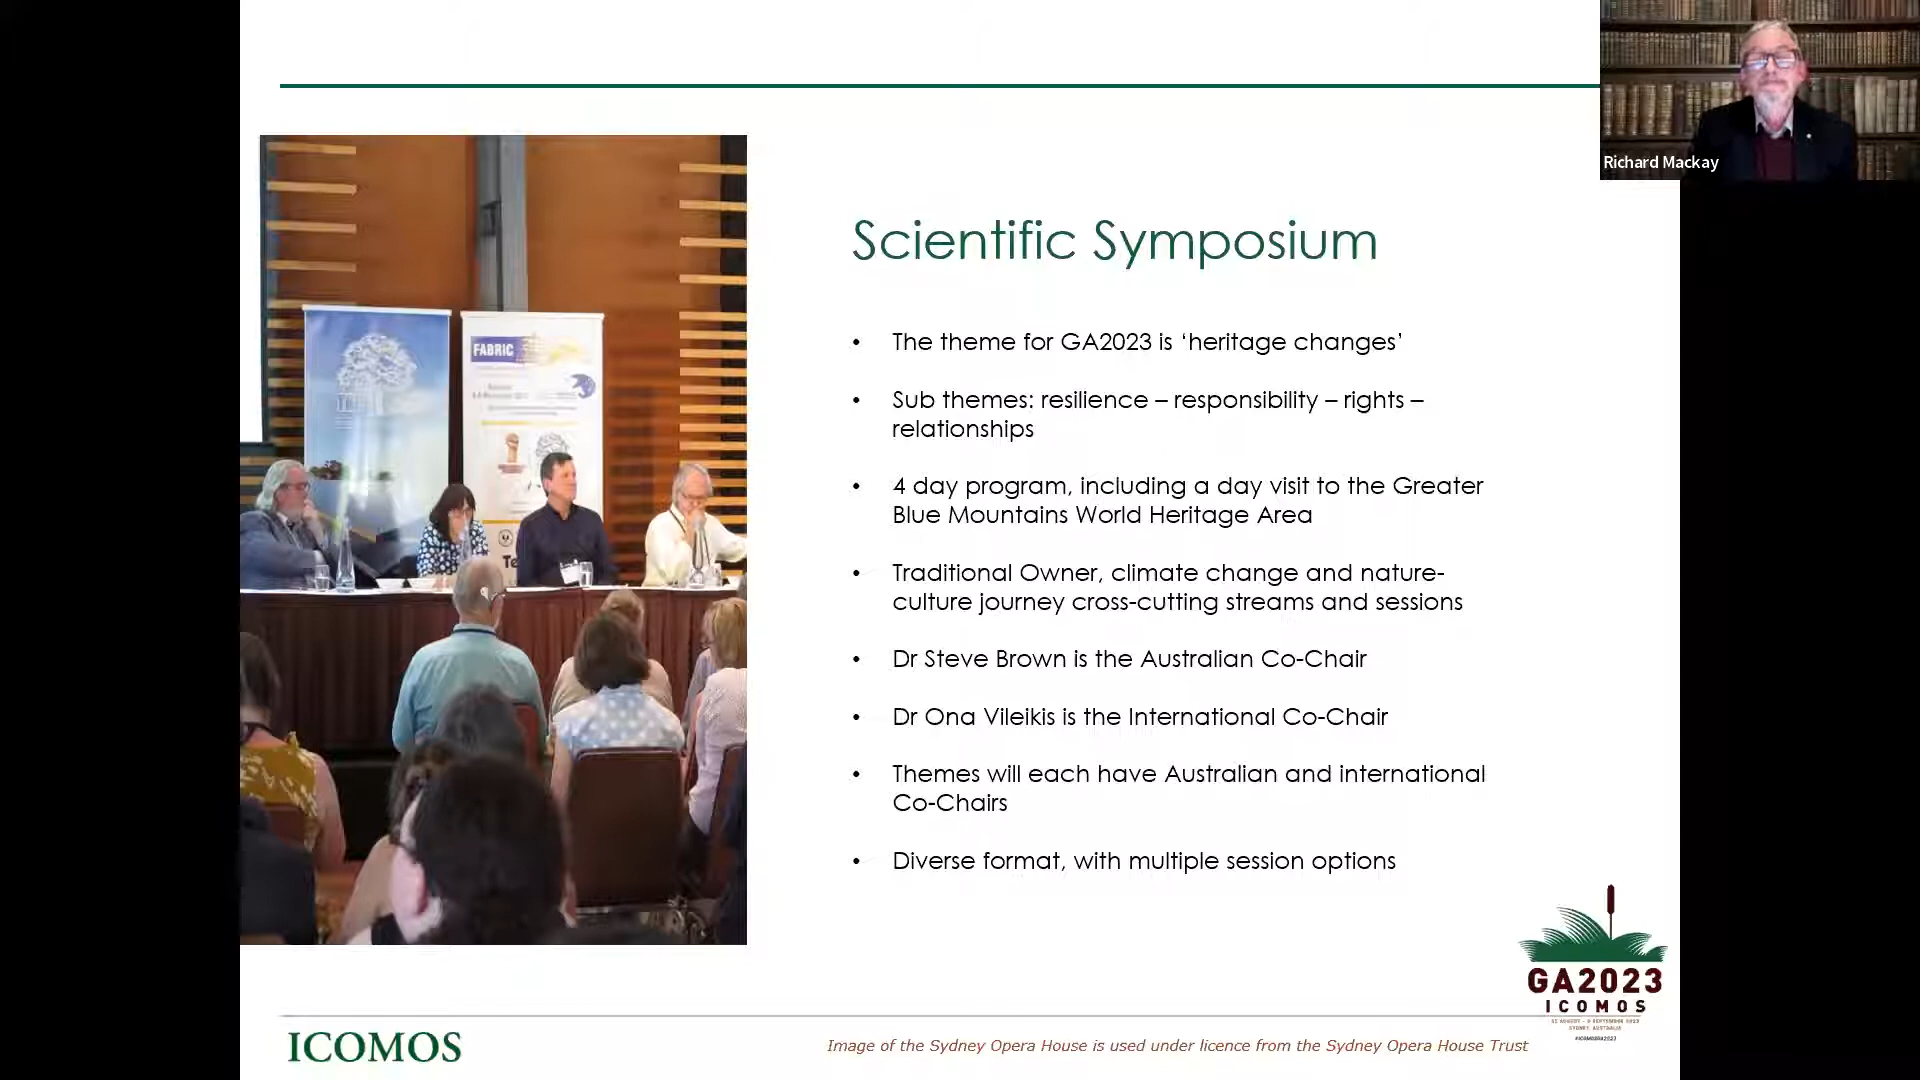 Richard Mackay
FABRIC
Te
Scientific Symposium
• The theme for GA2023 is ‘heritage changes’
• Sub themes: resilience – responsibility – rights –
relationships
• 4 day program, including a day visit to the Greater
Blue Mountains World Heritage Area
• Traditional Owner, climate change and nature-
culture journey cross-cutting streams and sessions
• Dr Steve Brown is the Australian Co-Chair
• Dr Ona Vileikis is the International Co-Chair
• Themes will each have Australian and international
Co-Chairs
• Diverse format, with multiple session options
GA2023
ICOMOS
SYDNEY AUSTRALIA
#ICOMOSGA2023
ICOMOS
Image of the Sydney Opera House is used under licence from the Sydney Opera House Trust